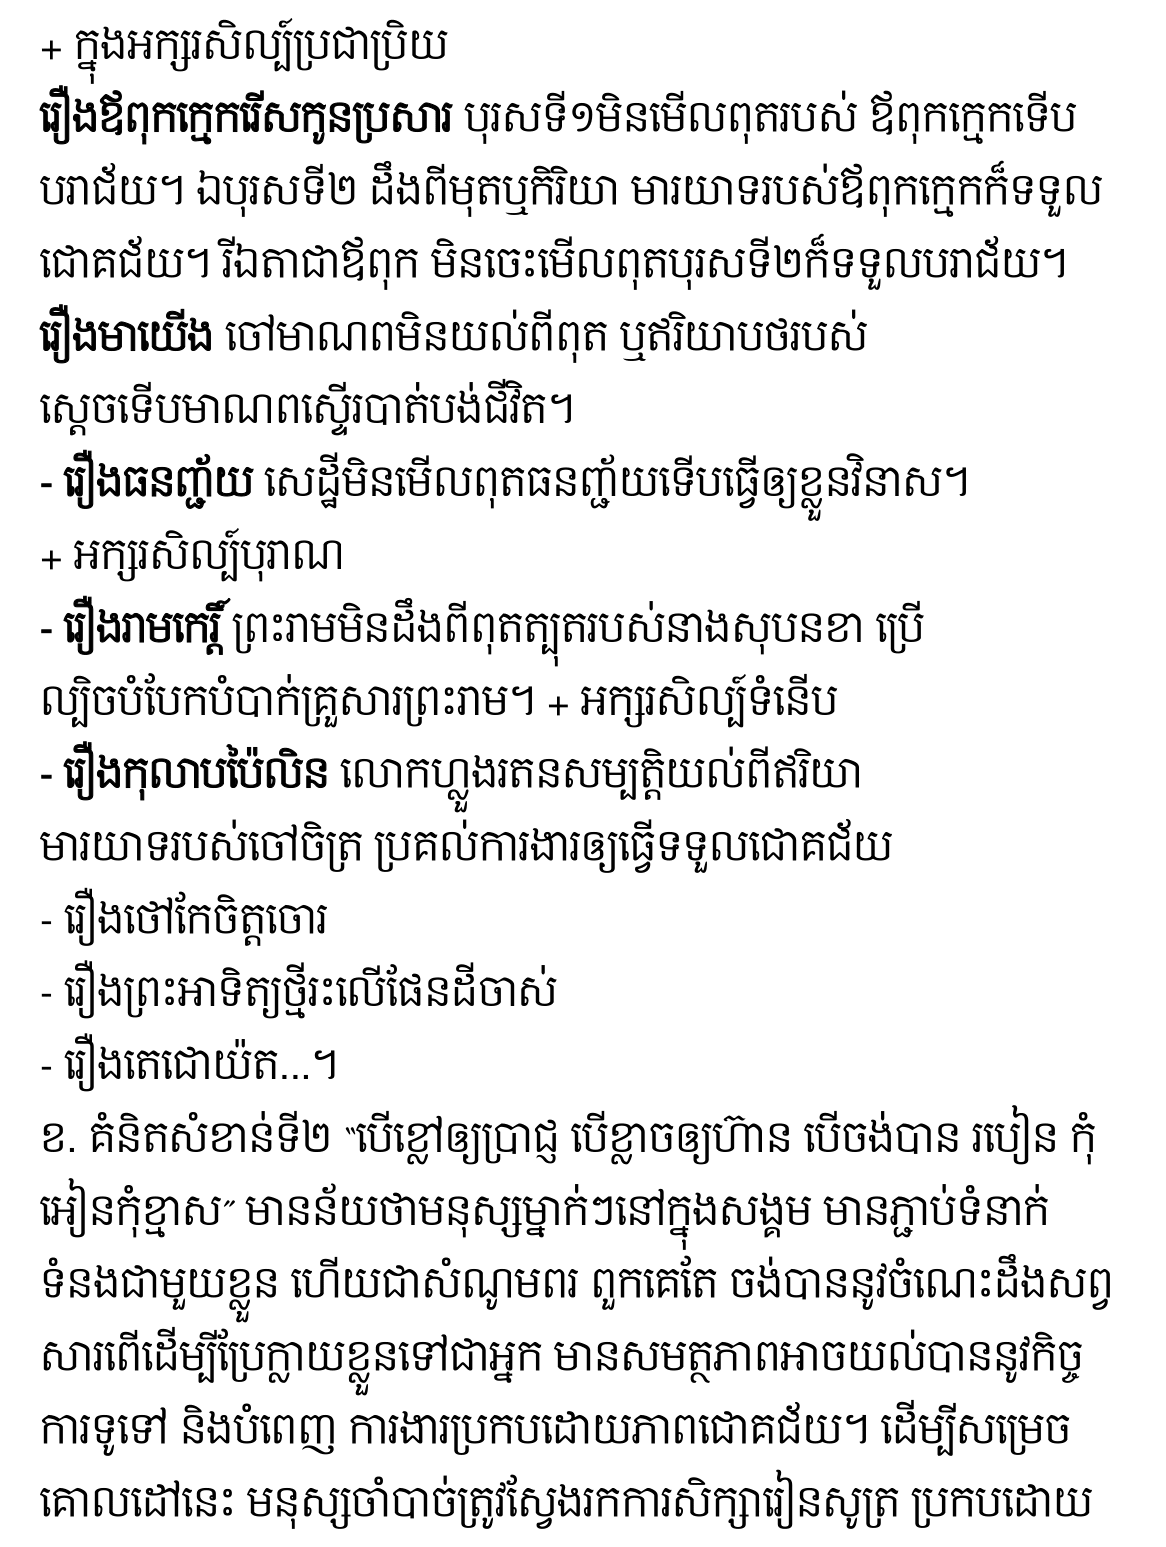 + ក្នុងអក្សរសិល្ប៍ប្រជាប្រិយ
រឿងឪពុកក្មេករើសកូនប្រសារ បុរសទី១មិនមើលពុតរបស់ ឪពុកក្មេកទើប
បរាជ័យ។ ឯបុរសទី២ ដឹងពីមុតឬកិរិយា មារយាទរបស់ឪពុកក្មេកក៏ទទួល
ជោគជ័យ។ រីឯតាជាឪពុក មិនចេះមើលពុតបុរសទី២ក៏ទទួលបរាជ័យ។
រឿងមាយើង ចៅមាណពមិនយល់ពីពុត ឬឥរិយាបថរបស់
ស្តេចទើបមាណពស្ទើរបាត់បង់ជីវិត។
- រឿងធនញ្ជ័យ សេដ្ឋីមិនមើលពុតធនញ្ជ័យទើបធ្វើឲ្យខ្លួនវិនាស។
+ អក្សរសិល្ប៍បុរាណ
- រឿងរាមកេរ្តិ៍ ព្រះរាមមិនដឹងពីពុតត្បុតរបស់នាងសុបនខា ប្រើ
ល្បិចបំបែកបំបាក់គ្រួសារព្រះរាម។ + អក្សរសិល្ប៍ទំនើប
- រឿងកុលាបប៉ៃលិន លោកហ្លួងរតនសម្បត្តិយល់ពីឥរិយា
មារយាទរបស់ចៅចិត្រ ប្រគល់ការងារឲ្យធ្វើទទួលជោគជ័យ
- រឿងថៅកែចិត្តចោរ
- រឿងព្រះអាទិត្យថ្មីរះលើផែនដីចាស់
- រឿងតេជោយ៉ត...។
ខ. គំនិតសំខាន់ទី២ “បើខ្លៅឲ្យប្រាជ្ញ បើខ្លាចឲ្យហ៊ាន បើចង់បាន របៀន កុំ
អៀនកុំខ្មាស” មានន័យថាមនុស្សម្នាក់ៗនៅក្នុងសង្គម មានភ្ជាប់ទំនាក់
ទំនងជាមួយខ្លួន ហើយជាសំណូមពរ ពួកគេតែ ចង់បាននូវចំណេះដឹងសព្វ
សារពើដើម្បីប្រែក្លាយខ្លួនទៅជាអ្នក មានសមត្ថភាពអាចយល់បាននូវកិច្ច
ការទូទៅ និងបំពេញ ការងារប្រកបដោយភាពជោគជ័យ។ ដើម្បីសម្រេច
គោលដៅនេះ មនុស្សចាំបាច់ត្រូវស្វែងរកការសិក្សារៀនសូត្រ ប្រកបដោយ